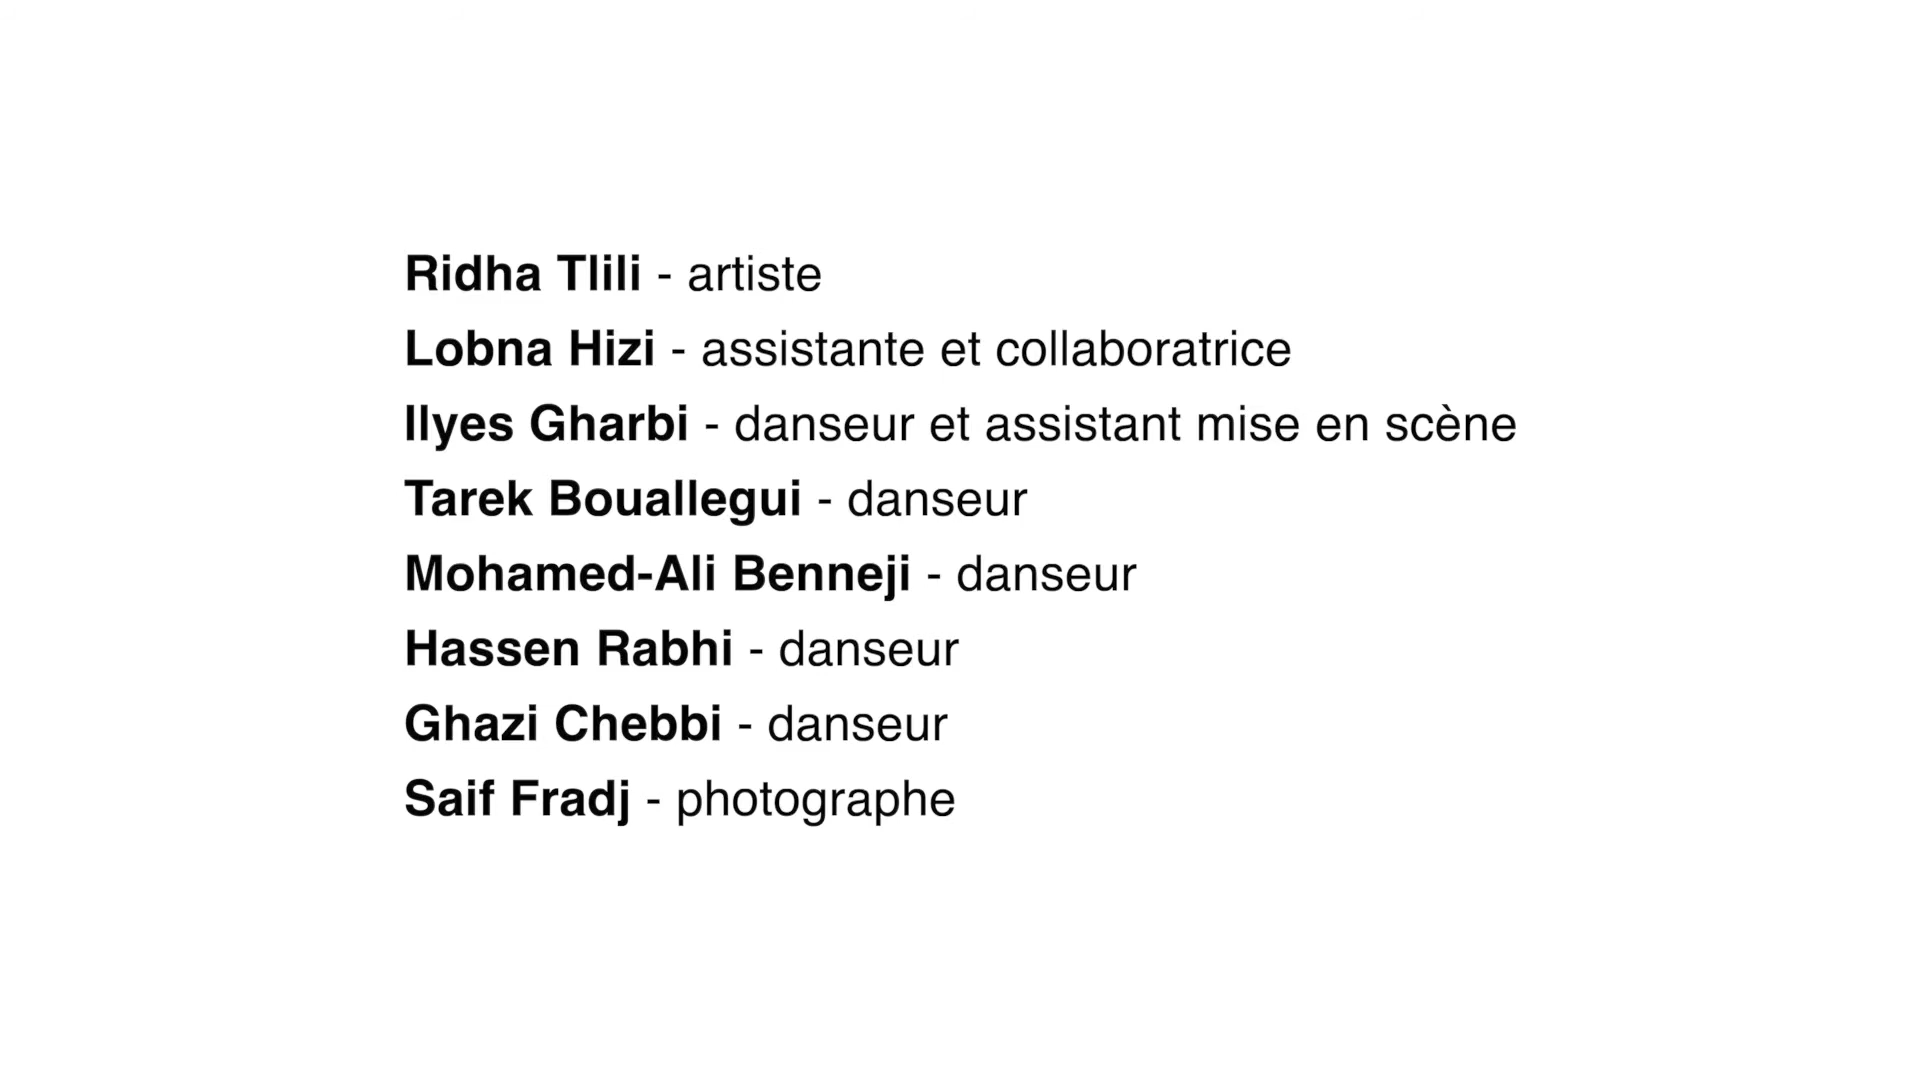 Ridha Tlili - artiste
Lobna Hizi - assistante et collaboratrice
Ilyes Gharbi - danseur et assistant mise en scène
Tarek Bouallegui - danseur
Mohamed-Ali Benneji - danseur
Hassen Rabhi - danseur
Ghazi Chebbi - danseur
Saif Fradj - photographe